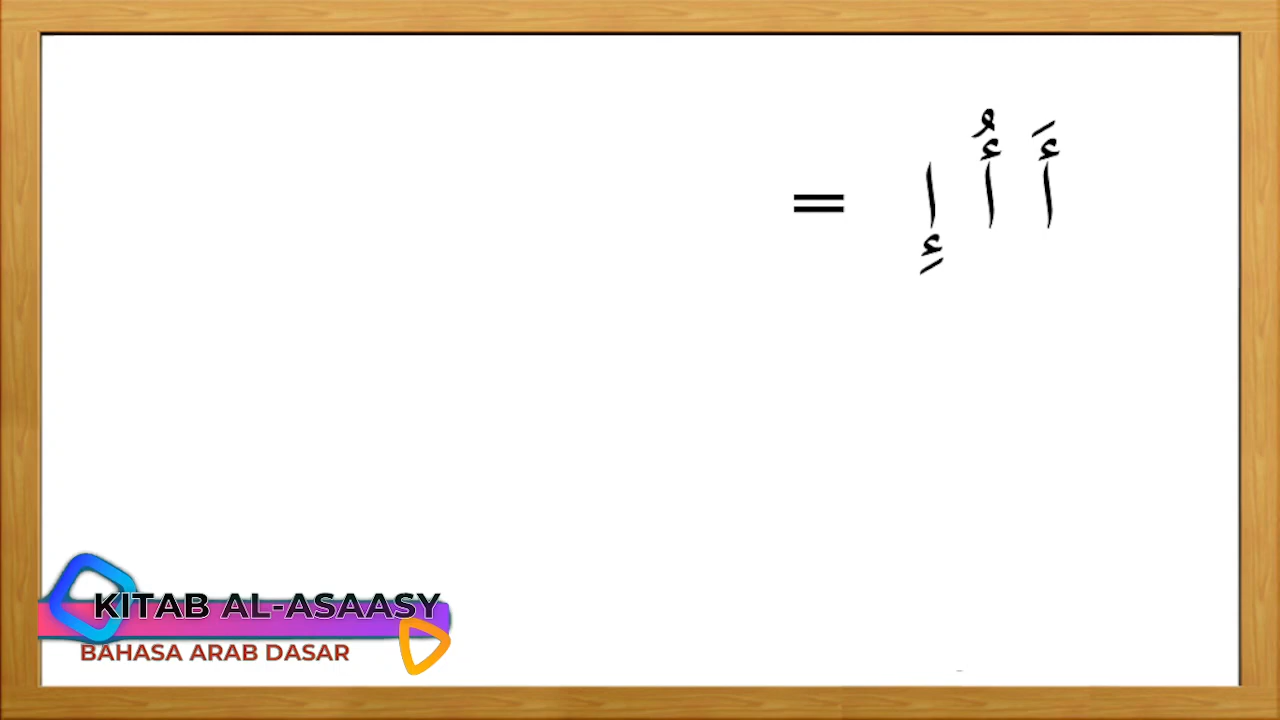 أَ أُ إِ =
KITAB AL-ASAASY
BAHASA ARAB DASAR